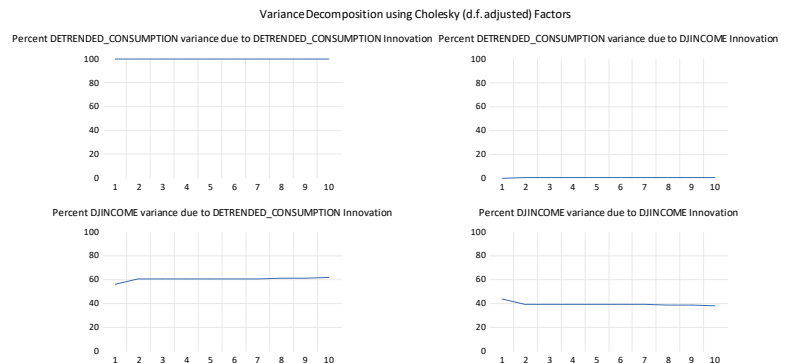 Variance Decomposition using Cholesky (d.f. adjusted) Factors
Percent DETRENDED_CONSUMPTION variance due to DETRENDED_CONSUMPTION Innovation
100
80
60
40
20
0
1 2 3 4 5 6 7 8 9 10
Percent DETRENDED_CONSUMPTION variance due to DJINCOME Innovation
100
80
60
40
20
0
1 2 3 4 5 6 7 8 9 10
Percent DJINCOME variance due to DETRENDED_CONSUMPTION Innovation
100
80
60
40
20
0
1 2 3 4 5 6 7 8 9 10
Percent DJINCOME variance due to DJINCOME Innovation
100
80
60
40
20
0
1 2 3 4 5 6 7 8 9 10